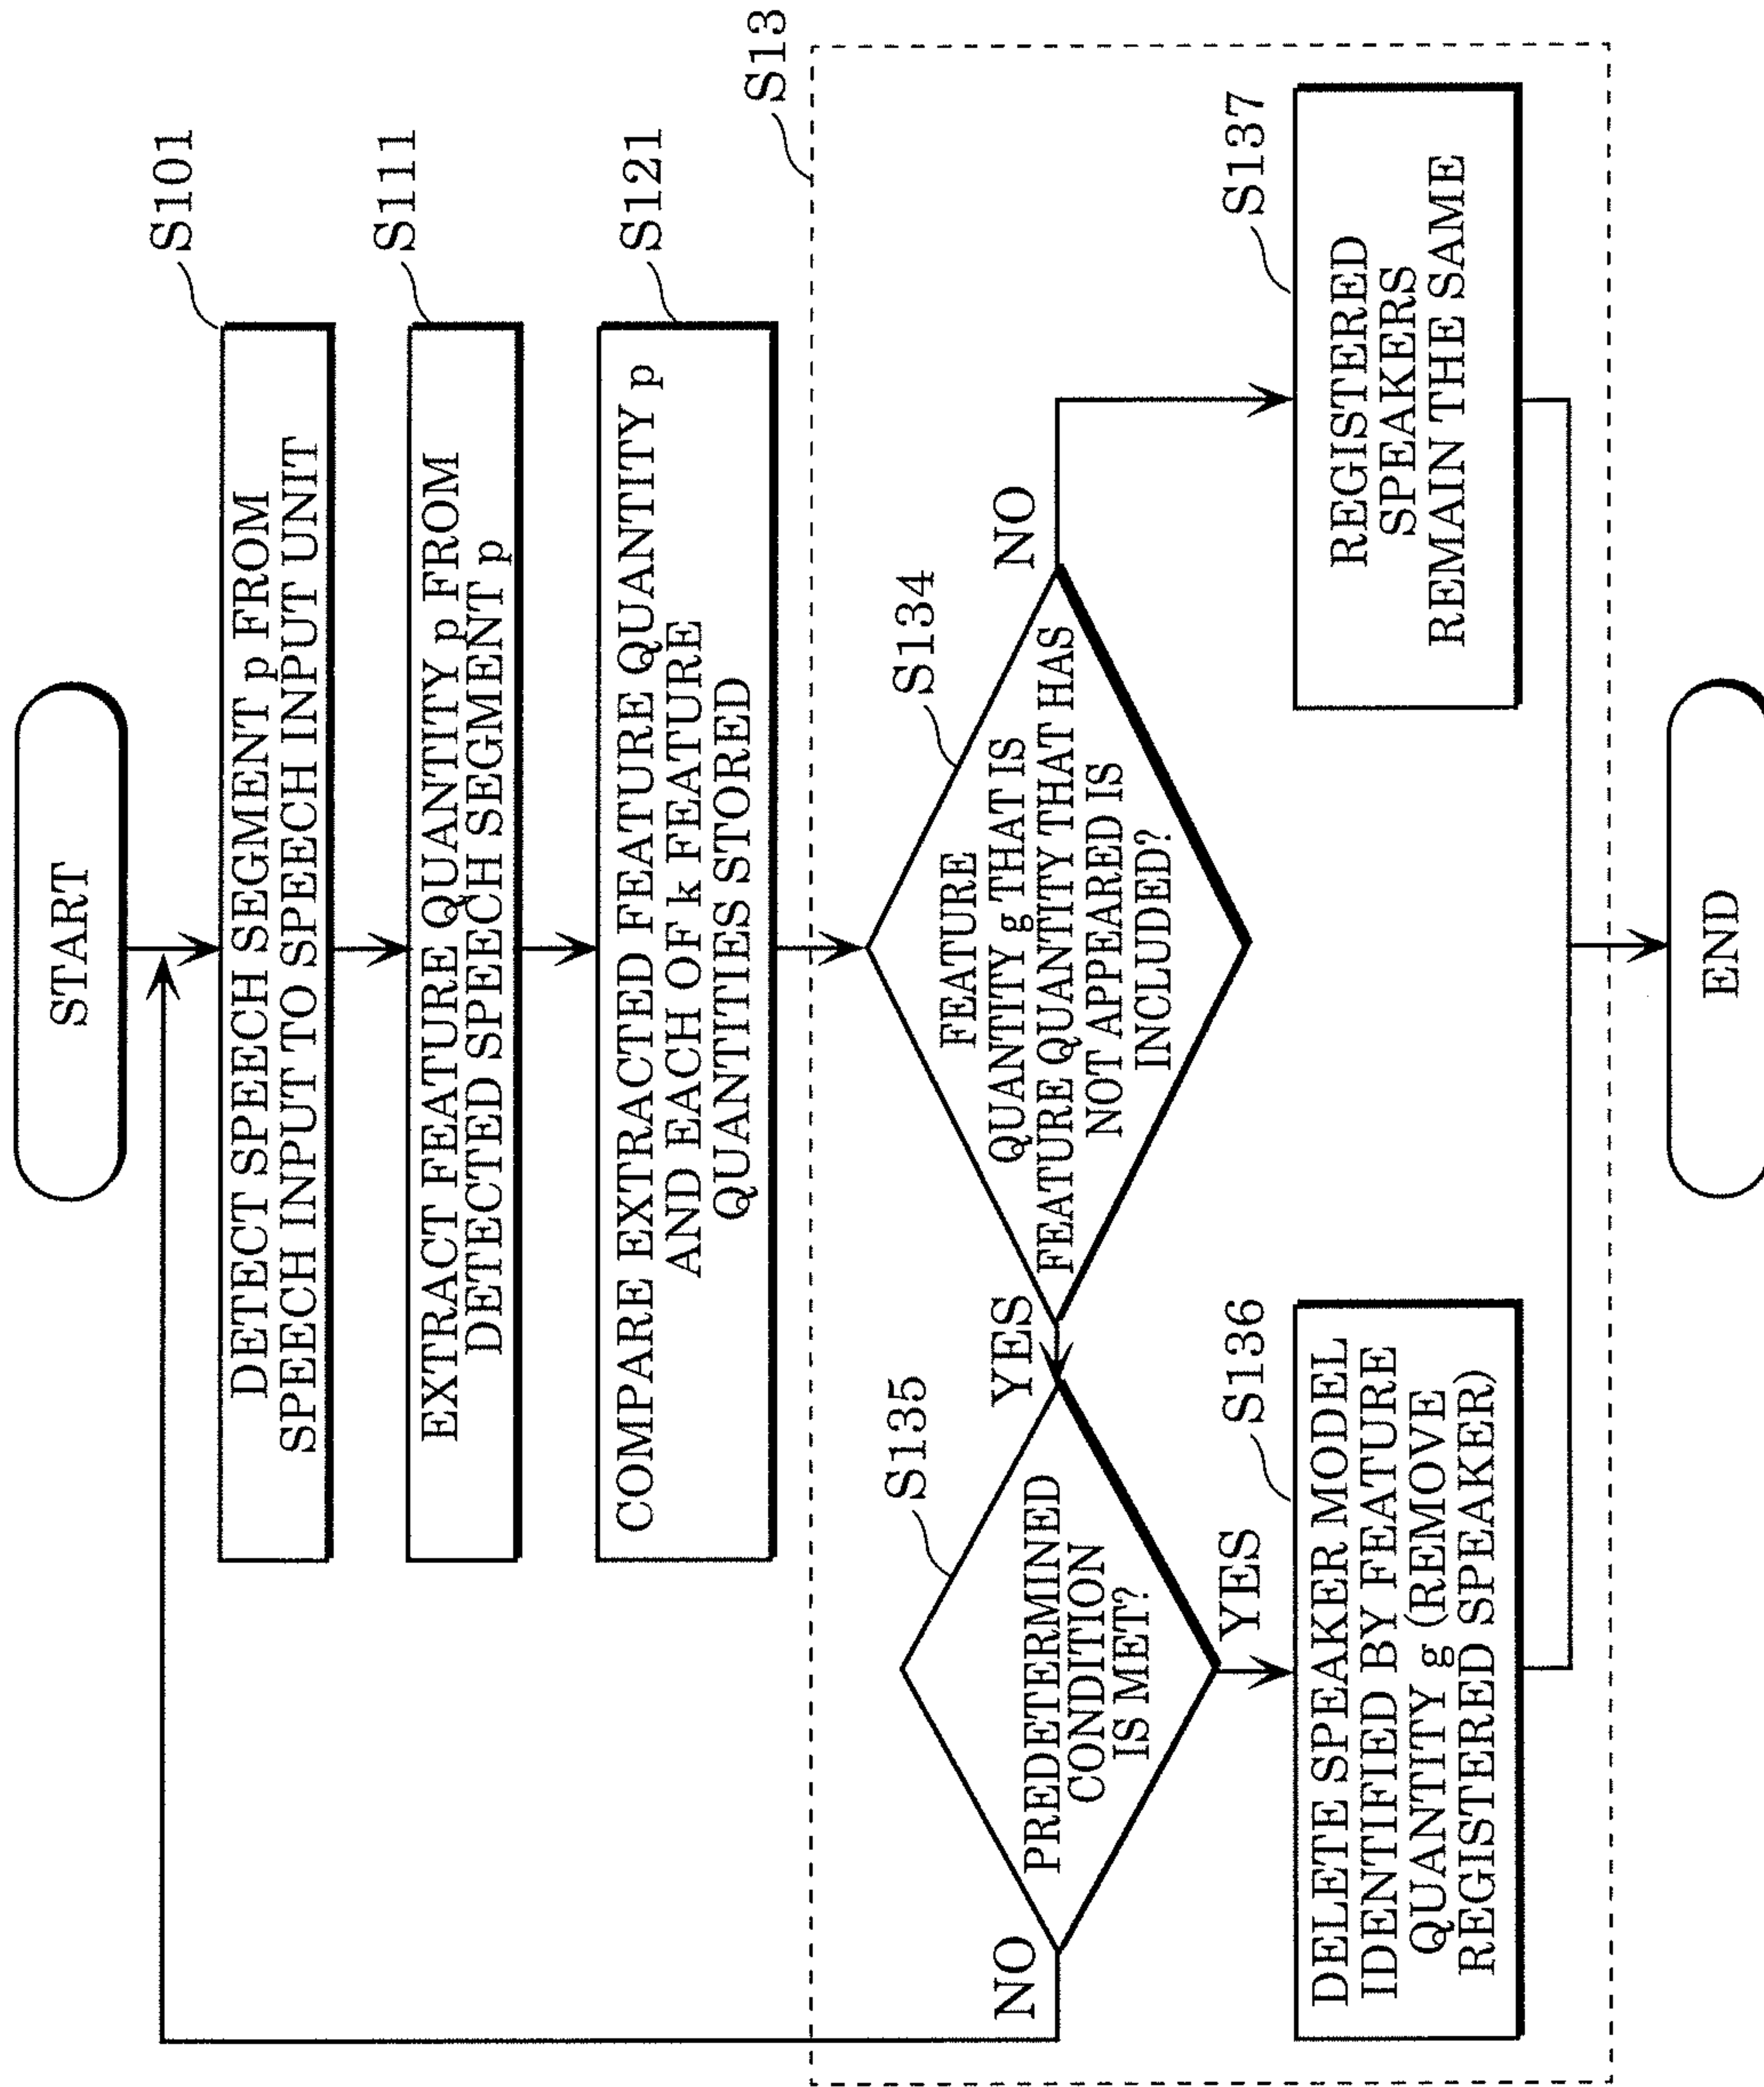 START
S101
DETECT SPEECH SEGMENT p FROM
SPEECH INPUT TO SPEECH INPUT UNIT
S111
EXTRACT FEATURE QUANTITY p FROM
DETECTED SPEECH SEGMENT p
S121
COMPARE EXTRACTED FEATURE QUANTITY p
AND EACH OF k FEATURE
QUANTITIES STORED
S13
S134
FEATURE
QUANTITY g THAT IS
FEATURE QUANTITY THAT HAS
NOT APPEARED IS
INCLUDED?
YES
NO
S135
PREDETERMINED
CONDITION
IS MET?
NO
YES
S136
DELETE SPEAKER MODEL
IDENTIFIED BY FEATURE
QUANTITY g (REMOVE
REGISTERED SPEAKER)
S137
REGISTERED
SPEAKERS
REMAIN THE SAME
END